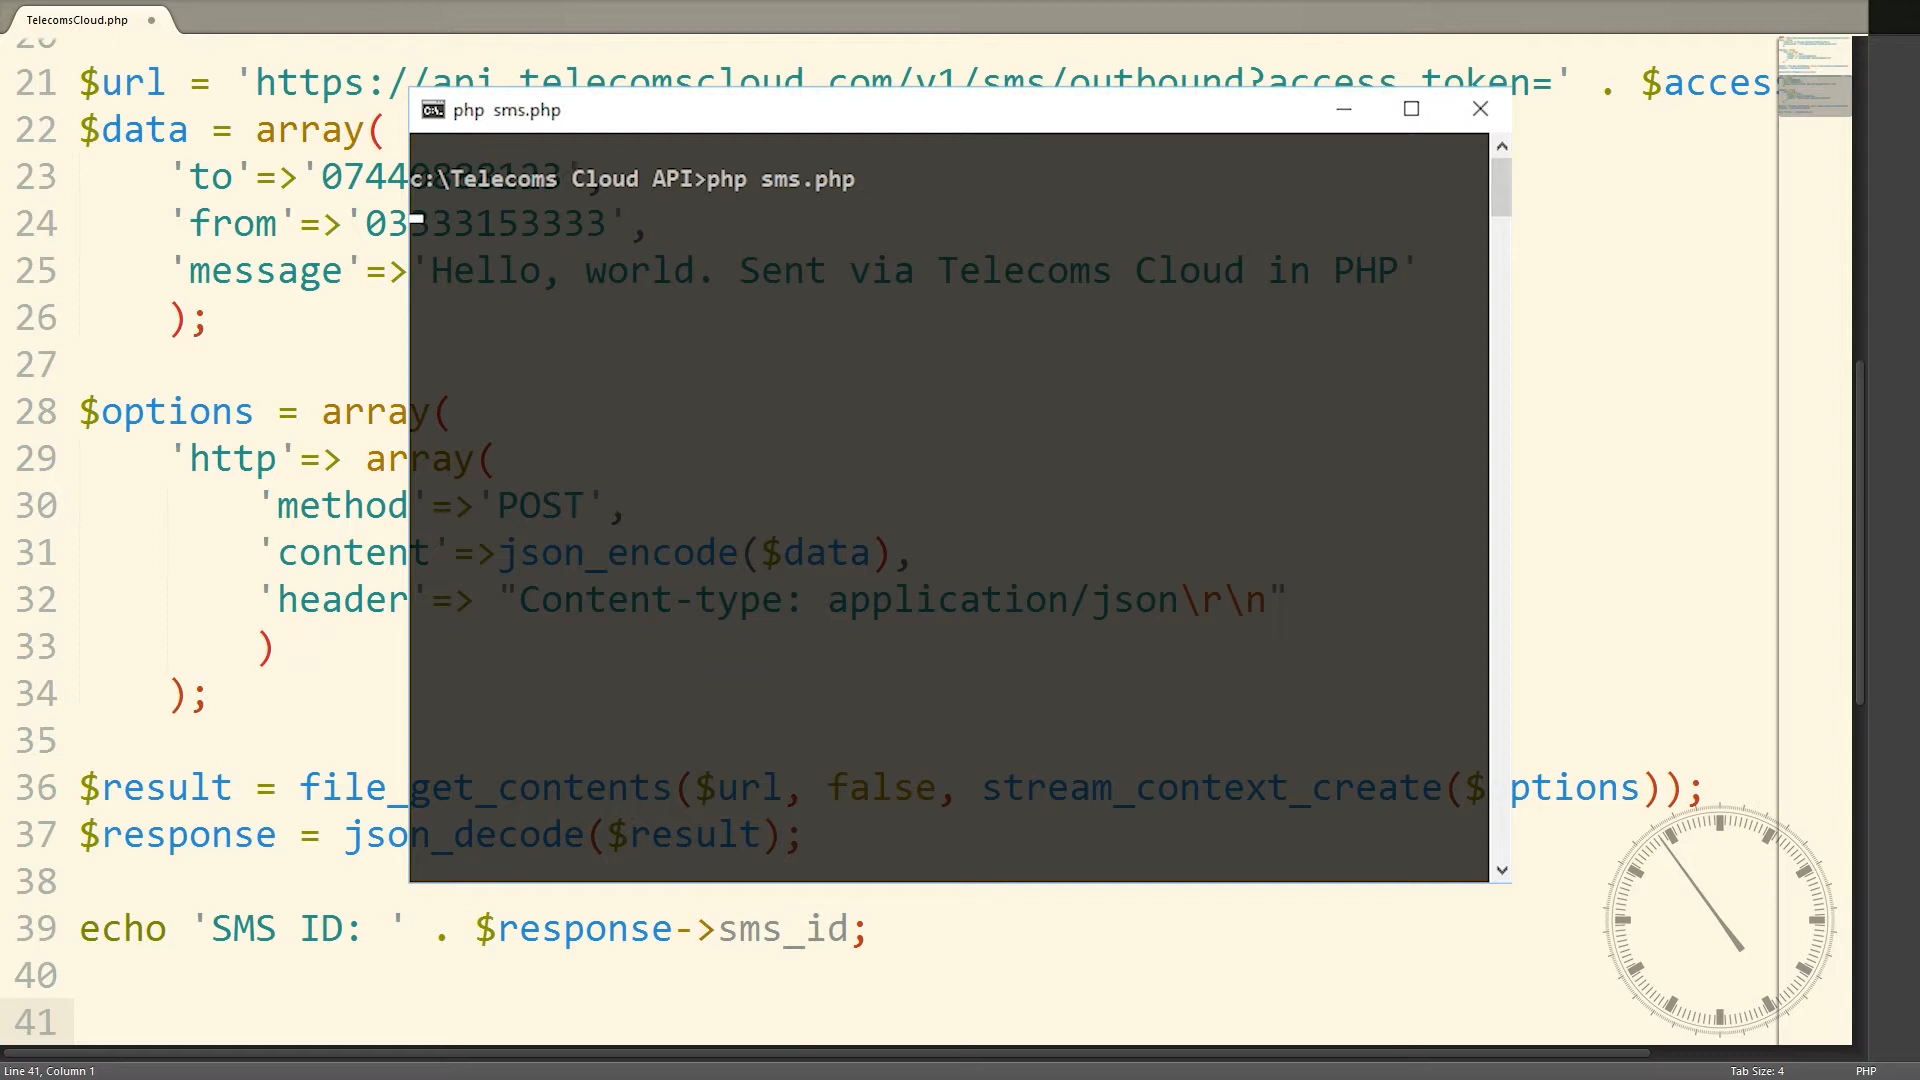 TelecomsCloud.php
20
21 $url = 'https://api.telecomscloud.com/v1/sms/outbound?access_token=' . $acces
php sms.php
22 $data = array(
23 'to'=>'07440833123',
c:\Telecoms Cloud API>php sms.php
24 'from'=>'03333153333',
25 'message'=>'Hello, world. Sent via Telecoms Cloud in PHP'
26 );
27
28 $options = array(
29 'http'=> array(
30 'method'=>'POST',
31 'content'=>json_encode($data),
32 'header'=> "Content-type: application/json\r\n"
33 )
34 );
35
36 $result = file_get_contents($url, false, stream_context_create($options));
37 $response = json_decode($result);
38
39 echo 'SMS ID: ' . $response->sms_id;
40
41
Line 41, Column 1
Tab Size: 4
PHP